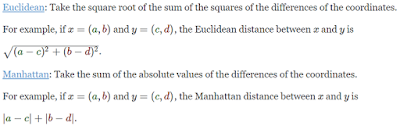 Euclidean: Take the square root of the sum of the squares of the differences of the coordinates.
For example, if x = (a, b) and y = (c, d), the Euclidean distance between x and y is
√((a − c)² + (b − d)²).
Manhattan: Take the sum of the absolute values of the differences of the coordinates.
For example, if x = (a, b) and y = (c, d), the Manhattan distance between x and y is
|a − c| + |b − d|.